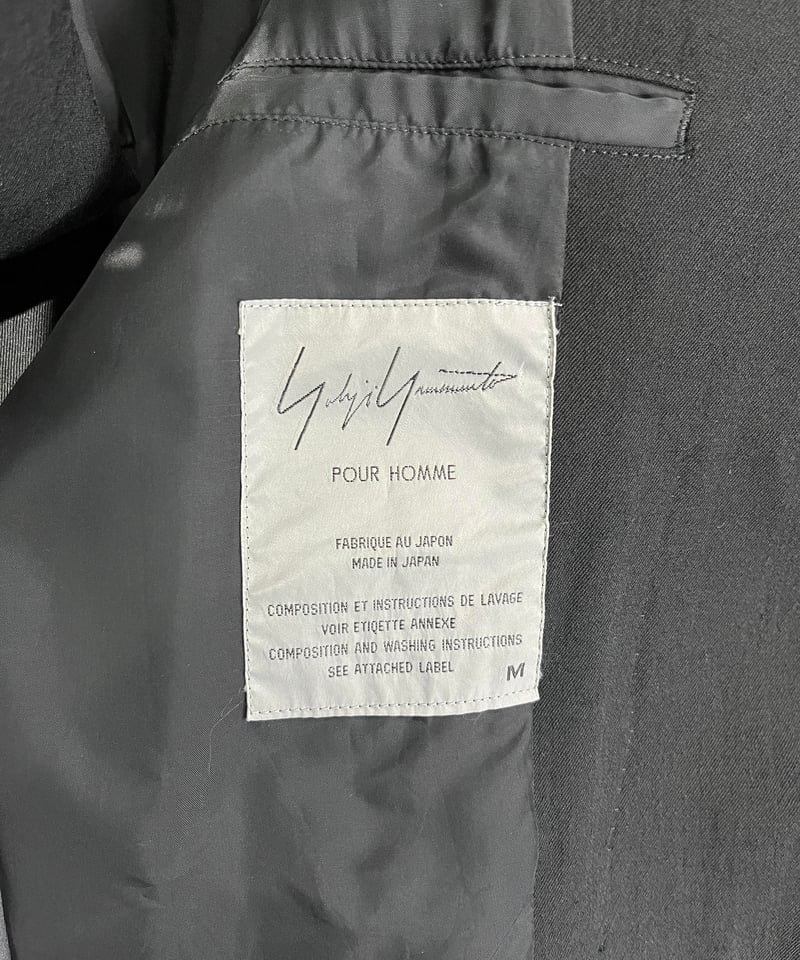 Yohji Yamamoto
POUR HOMME
FABRIQUE AU JAPON
MADE IN JAPAN
COMPOSITION ET INSTRUCTIONS DE LAVAGE
VOIR ETIQETTE ANNEXE
COMPOSITION AND WASHING INSTRUCTIONS
SEE ATTACHED LABEL
M